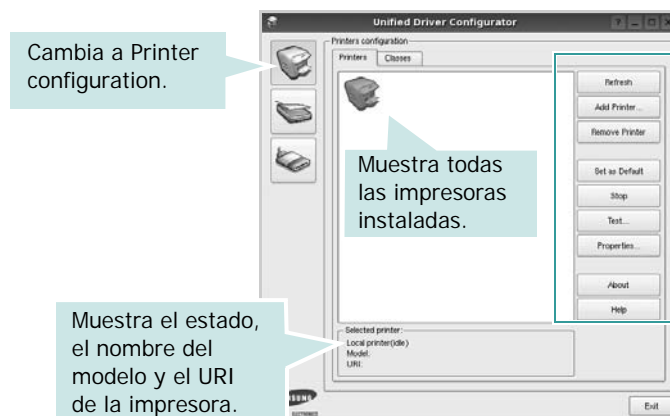 Unified Driver Configurator
Cambia a Printer
configuration.
Printers configuration
Printers
Classes
Refresh
Add Printer...
Remove Printer
Set as Default
Stop
Test...
Properties...
About
Help
Muestra todas
las impresoras
instaladas.
Muestra el estado,
el nombre del
modelo y el URI
de la impresora.
Selected printer:
Local printer(idle)
Model:
URI:
SUNG
ELECTRONICS
Exit